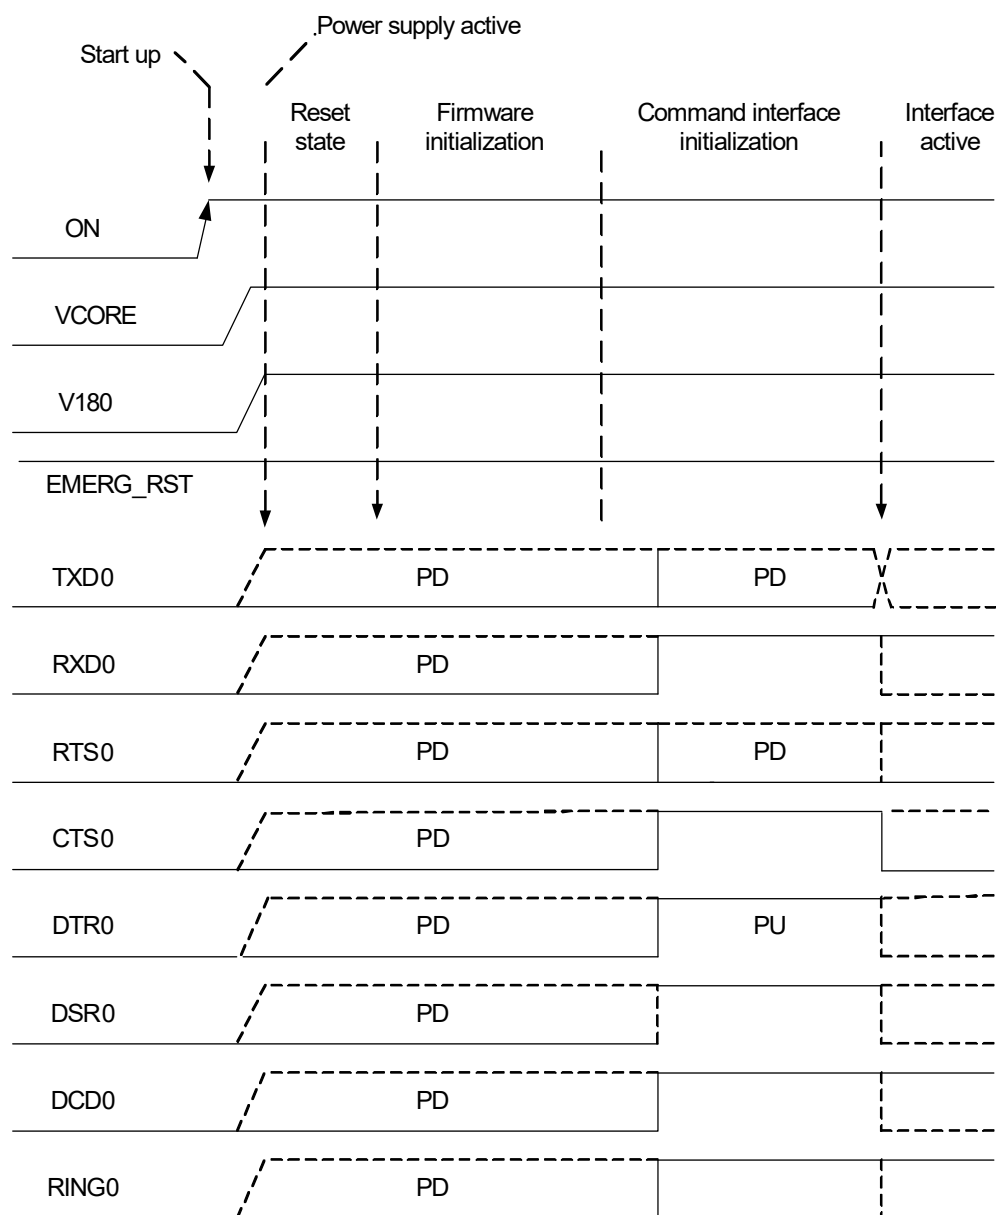 Power supply active
Start up
Reset state
Firmware initialization
Command interface initialization
Interface active
ON
VCORE
V180
EMERG_RST
TXD0 PD PD
RXD0 PD
RTS0 PD PD
CTS0 PD
DTR0 PD PU
DSR0 PD
DCD0 PD
RING0 PD